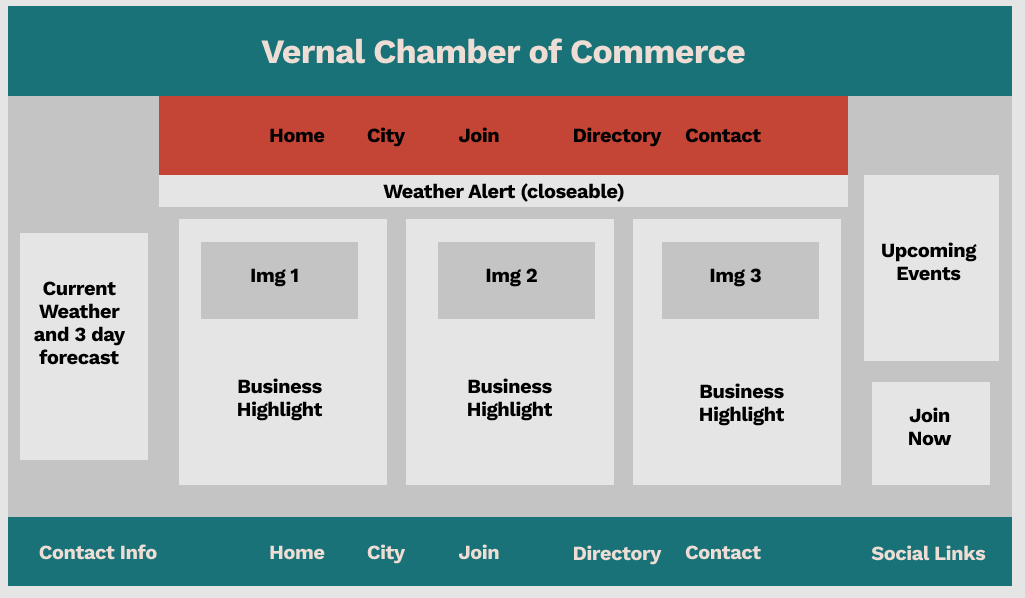 Vernal Chamber of Commerce
Home City Join Directory Contact
Weather Alert (closeable)
Current
Weather
and 3 day
forecast
Img 1
Business
Highlight
Img 2
Business
Highlight
Img 3
Business
Highlight
Upcoming
Events
Join
Now
Contact Info Home City Join Directory Contact Social Links